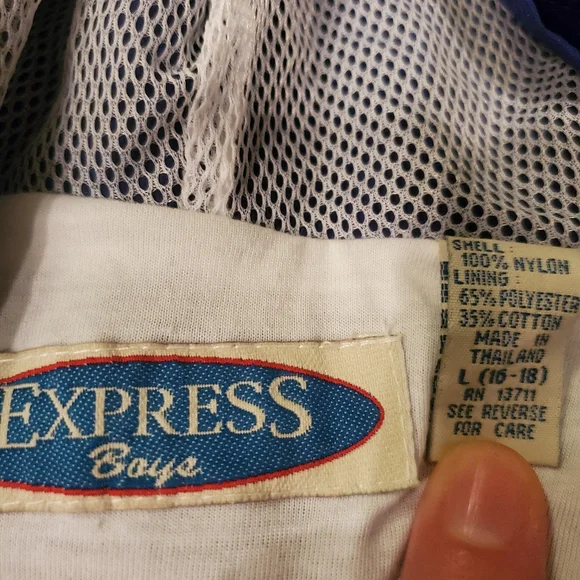 EXPRESS
Boys
SHELL:
100% NYLON
LINING:
65% POLYESTER
35% COTTON
MADE IN
THAILAND
L (16-18)
RN 13711
SEE REVERSE
FOR CARE